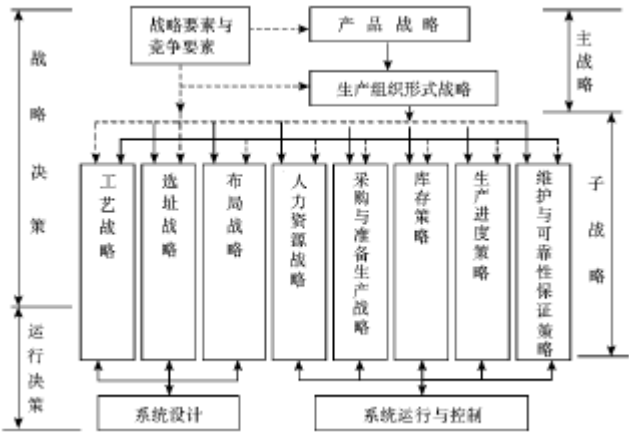 战略要素与
竞争要素
产品战略
生产组织形式战略
主战略
战略决策
工艺战略
选址战略
布局战略
人力资源战略
采购与准备生产战略
库存策略
生产进度策略
维护与可靠性保证策略
子战略
运行决策
系统设计
系统运行与控制